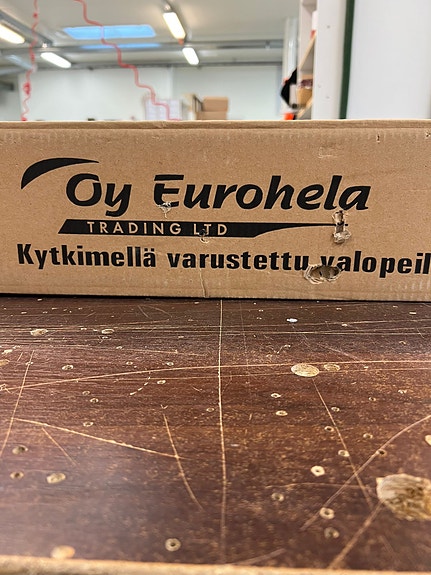 Oy Eurohela
TRADING LTD
Kytkimellä varustettu valopeil